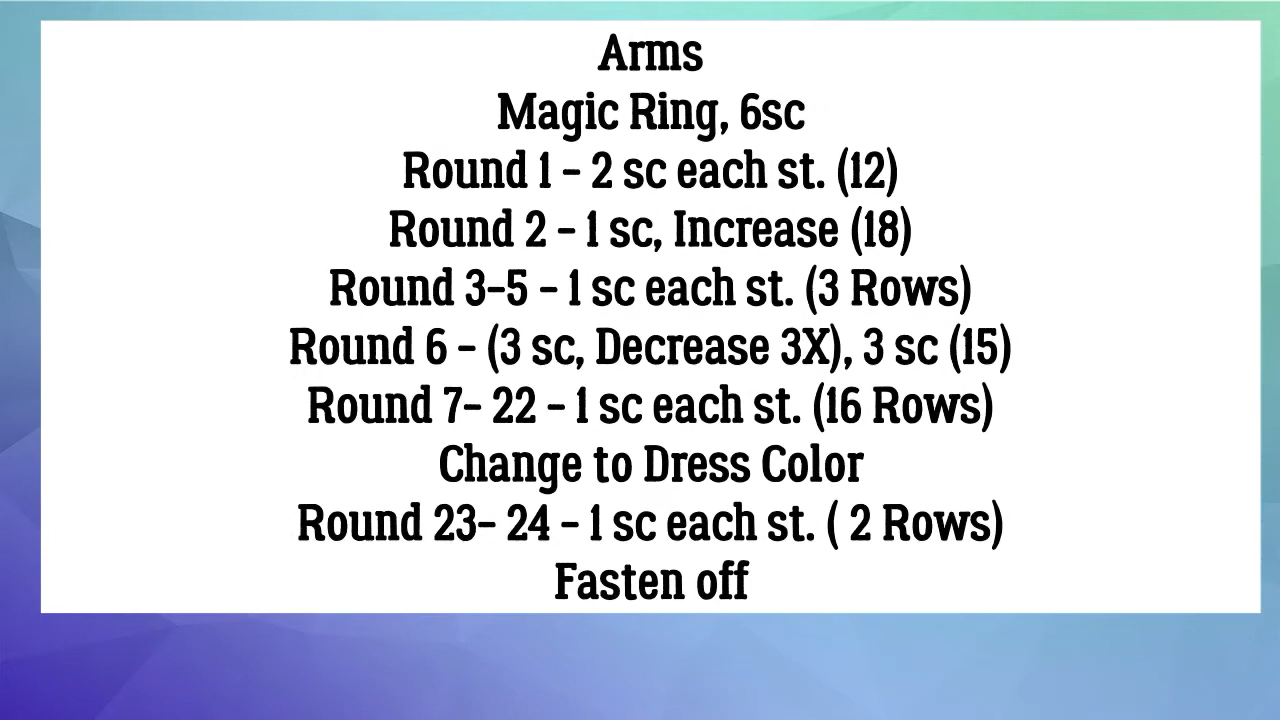 Arms
Magic Ring, 6sc
Round 1 - 2 sc each st. (12)
Round 2 - 1 sc, Increase (18)
Round 3-5 - 1 sc each st. (3 Rows)
Round 6 - (3 sc, Decrease 3X), 3 sc (15)
Round 7- 22 - 1 sc each st. (16 Rows)
Change to Dress Color
Round 23- 24 - 1 sc each st. ( 2 Rows)
Fasten off